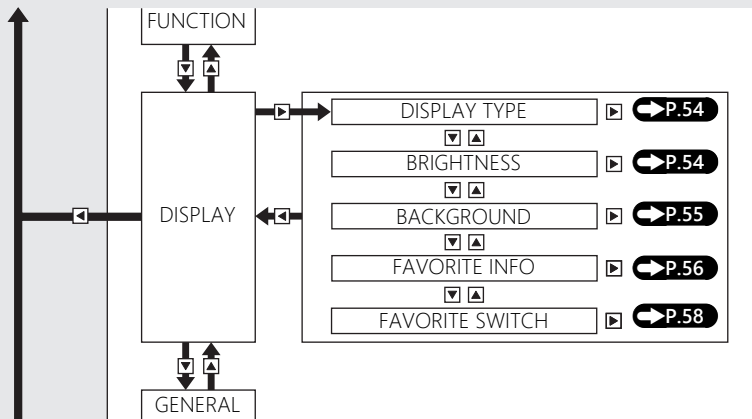 FUNCTION
DISPLAY
DISPLAY TYPE P.54
BRIGHTNESS P.54
BACKGROUND P.55
FAVORITE INFO P.56
FAVORITE SWITCH P.58
GENERAL